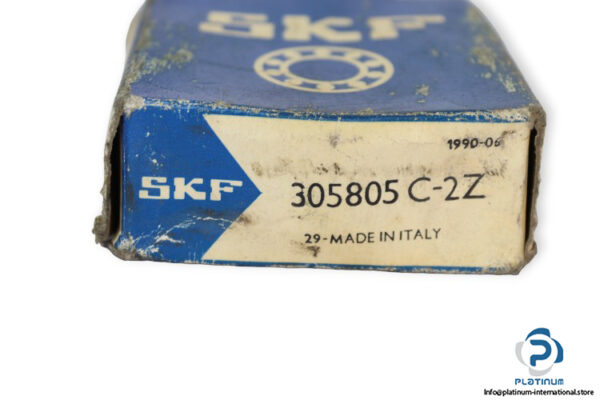 SKF
1990-06
SKF
305805 C-2Z
29-MADE IN ITALY
PLATINUM
Info@platinum-international.store